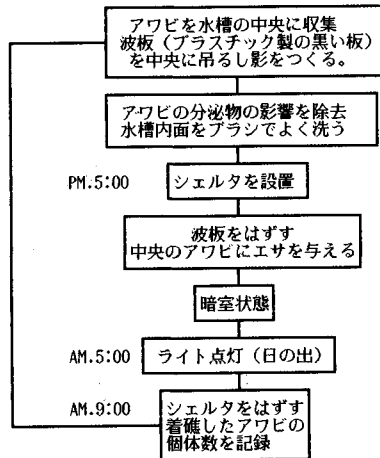 アワビを水槽の中央に収集
波板（プラスチック製の黒い板）
を中央に吊るし影をつくる。
アワビの分泌物の影響を除去
水槽内面をブラシでよく洗う
PM.5:00 シェルタを設置
波板をはずす
中央のアワビにエサを与える
暗室状態
AM.5:00 ライト点灯（日の出）
AM.9:00 シェルタをはずす
着礁したアワビの
個体数を記録